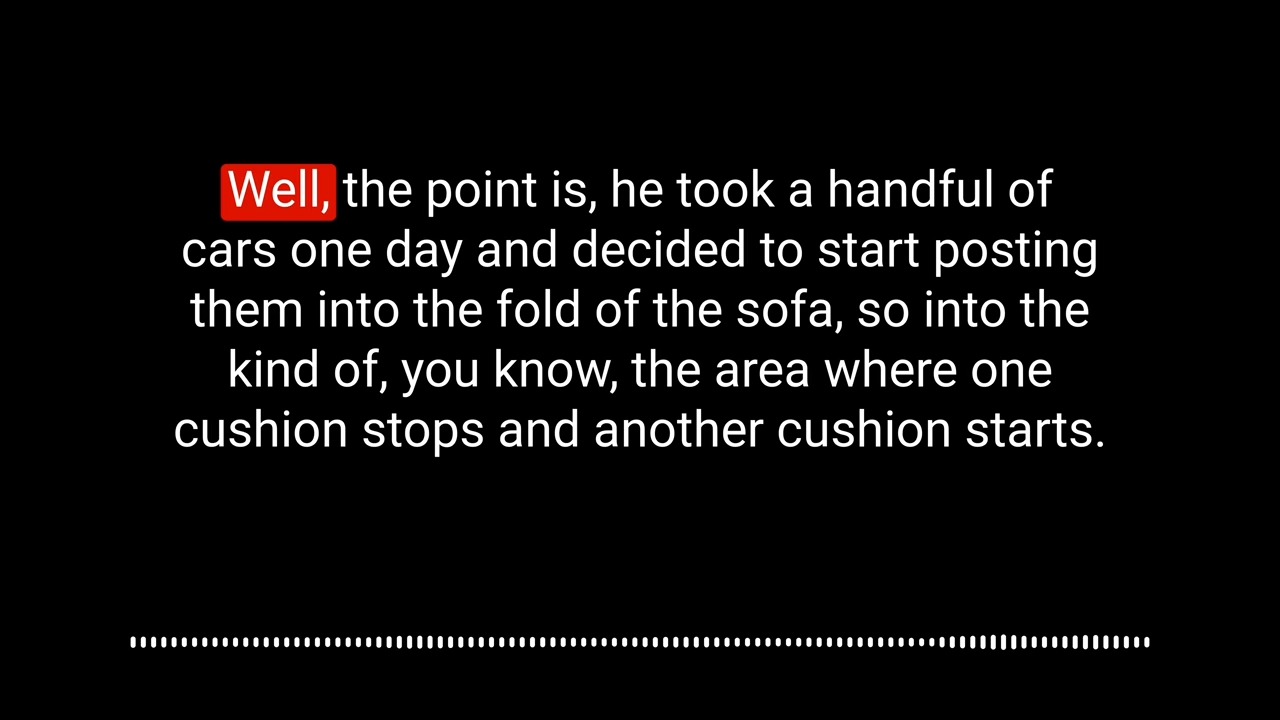 Well, the point is, he took a handful of
cars one day and decided to start posting
them into the fold of the sofa, so into the
kind of, you know, the area where one
cushion stops and another cushion starts.